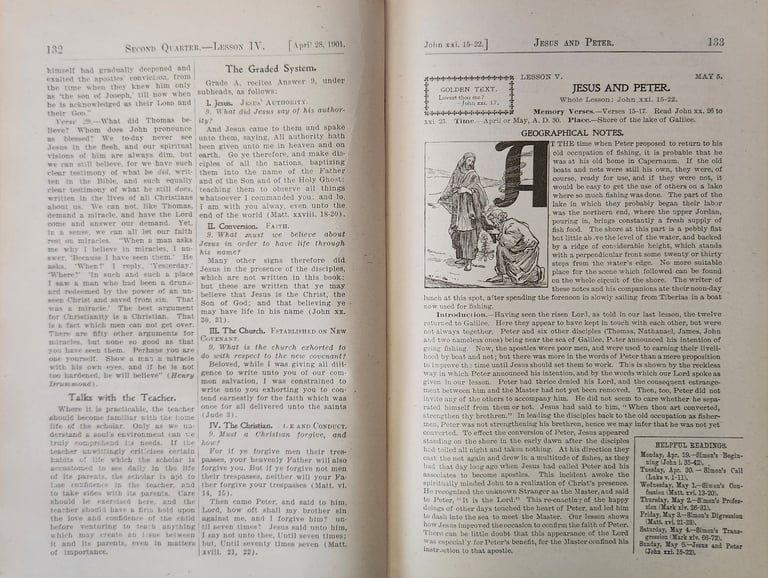 132 SECOND QUARTER.—LESSON IV. [April 28, 1901.
himself had gradually deepened and
exalted the apostles' conviction, from
the time when they knew him only
as 'the son of Joseph,' till now when
he is acknowledged as their Lord and
their God."
Verse 29.—What did Thomas be-
lieve? Whom does John pronounce
as blessed? We to-day never see
Jesus in the flesh, and our spiritual
visions of him are always dim, but
we can still believe, for we have such
clear testimony of what he did, writ-
ten in the Bible, and such equally
clear testimony of what he still does,
written in the lives of all Christians
about us. We can not, like Thomas,
demand a miracle, and have the Lord
come and answer our demand. Yet,
in a sense, we can all let our faith
rest on miracles. "When a man asks
me why I believe in miracles, I an-
swer, 'Because I have seen them.' He
asks, 'When?' I reply, 'Yesterday.'
'Where?' 'In such and such a place
I saw a man who had been a drunk-
ard redeemed by the power of an un-
seen Christ and saved from sin. That
was a miracle.' The best argument
for Christianity is a Christian. That
is a fact which men can not get over.
There are fifty other arguments for
miracles, but none so good as that
you have seen them. Perhaps you are
one yourself. Show a man a miracle
with his own eyes, and if he is not
too hardened, he will believe" (Henry
Drummond).
Talks with the Teacher.
Where it is practicable, the teacher
should become familiar with the home
life of the scholar. Only as we un-
derstand a soul's environment can we
truly comprehend its needs. If the
teacher unwittingly criticises certain
habits of life which the scholar is
accustomed to see daily in the life
of its parents, the scholar is apt to
lose confidence in the teacher, and
to take sides with its parents. Care
should be exercised here, and the
teacher should have a firm hold upon
the love and confidence of the child
before venturing to teach anything
which may create an issue between
it and its parents, even in matters
of importance.
The Graded System.
Grade A, recites Answer 9, under
subheads, as follows:
I. Jesus. JESUS' AUTHORITY.
9. What did Jesus say of his author-
ity?
And Jesus came to them and spake
unto them, saying, All authority hath
been given unto me in heaven and on
earth. Go ye therefore, and make dis-
ciples of all the nations, baptizing
them into the name of the Father
and of the Son and of the Holy Ghost:
teaching them to observe all things
whatsoever I commanded you: and lo,
I am with you alway, even unto the
end of the world (Matt. xxviii. 18-20).
II. Conversion. FAITH.
9. What must we believe about
Jesus in order to have life through
his name?
Many other signs therefore did
Jesus in the presence of the disciples,
which are not written in this book:
but these are written that ye may
believe that Jesus is the Christ, the
Son of God; and that believing ye
may have life in his name (John xx.
30, 31).
III. The Church. ESTABLISHED ON NEW
COVENANT.
9. What is the church exhorted to
do with respect to the new covenant?
Beloved, while I was giving all dili-
gence to write unto you of our com-
mon salvation, I was constrained to
write unto you exhorting you to con-
tend earnestly for the faith which was
once for all delivered unto the saints
(Jude 3).
IV. The Christian. LIFE AND CONDUCT.
9. Must a Christian forgive, and
how?
For if ye forgive men their tres-
passes, your heavenly Father will also
forgive you. But if ye forgive not men
their trespasses, neither will your Fa-
ther forgive your trespasses (Matt. vi.
14, 15).
Then came Peter, and said to him,
Lord, how oft shall my brother sin
against me, and I forgive him? un-
til seven times? Jesus said unto him,
I say not unto thee, Until seven times;
but, Until seventy times seven (Matt.
xviii. 21, 22).
John xxi. 15-22.] JESUS AND PETER. 133
GOLDEN TEXT.
Lovest thou me?
John xxi. 17.
LESSON V. MAY 5.
JESUS AND PETER.
Whole Lesson: John xxi. 15-22.
Memory Verses.—Verses 15-17. Read John xx. 26 to
xxi. 25. Time.—April or May, A. D. 30. Place.—Shore of the lake of Galilee.
GEOGRAPHICAL NOTES.
AT THE time when Peter proposed to return to his
old occupation of fishing, it is probable that he
was at his old home in Capernaum. If the old
boats and nets were still his own, they were, of
course, ready for use, and if they were not, it
would be easy to get the use of others on a lake
where so much fishing was done. The part of the
lake in which they probably began their labor
was the northern end, where the upper Jordan,
pouring in, brings constantly a fresh supply of
fish food. The shore at this part is a pebbly flat
but little above the level of the water, and backed
by a ridge of considerable height, which stands
with a perpendicular front some twenty or thirty
steps from the water's edge. No more suitable
place for the scene which followed can be found
on the whole circuit of the shore. The writer of
these notes and his companions ate their noon-day
lunch at this spot, after spending the forenoon in slowly sailing from Tiberias in a boat
now used for fishing.
Introduction.—Having seen the risen Lord, as told in our last lesson, the twelve
returned to Galilee. Here they appear to have kept in touch with each other, but were
not always together. Peter and six other disciples (Thomas, Nathanael, James, John
and two nameless ones) being near the sea of Galilee, Peter announced his intention of
going fishing. Now, the apostles were poor men, and were used to earning their liveli-
hood by boat and net; but there was more in the words of Peter than a mere proposition
to improve the time until Jesus should set them to work. This is shown by the reckless
way in which Peter announced his intention, and by the words which our Lord spoke as
given in our lesson. Peter had thrice denied his Lord, and the consequent estrange-
ment between him and the Master had not yet been removed. Then, too, Peter did not
invite any of the others to accompany him. He did not seem to care whether he sepa-
rated himself from them or not. Jesus had said to him, "When thou art converted,
strengthen thy brethren." In leading the disciples back to the old occupation as fisher-
men, Peter was not strengthening his brethren, hence we may infer that he was not yet
converted. To effect the conversion of Peter, Jesus appeared
standing on the shore in the early dawn after the disciples
had toiled all night and taken nothing. At his direction they
cast the net again and drew in a multitude of fishes, as they
had that day long ago when Jesus had called Peter and his
associates to become apostles. This incident awoke the
spiritually minded John to a realization of Christ's presence.
He recognized the unknown Stranger as the Master, and said
to Peter, "It is the Lord." This reenacting of the happy
doings of other days touched the heart of Peter, and led him
to dash into the sea to meet the Master. Our lesson shows
how Jesus improved the occasion to confirm the faith of Peter.
There can be little doubt that this appearance of the Lord
was especially for Peter's benefit, for the Master confined his
instruction to that apostle.
HELPFUL READINGS.
Monday, Apr. 29.—Simon's Begin-
ning (John i. 35-42).
Tuesday, Apr. 30.—Simon's Call
(Luke v. 1-11).
Wednesday, May 1.—Simon's Con-
fession (Matt. xvi. 13-20).
Thursday, May 2.—Simon's Profes-
sion (Mark xiv. 26-31).
Friday, May 3.—Simon's Digression
(Matt. xvi. 21-28).
Saturday, May 4.—Simon's Trans-
gression (Mark xiv. 66-72).
Sunday, May 5.—Jesus and Peter
(John xxi. 15-22).